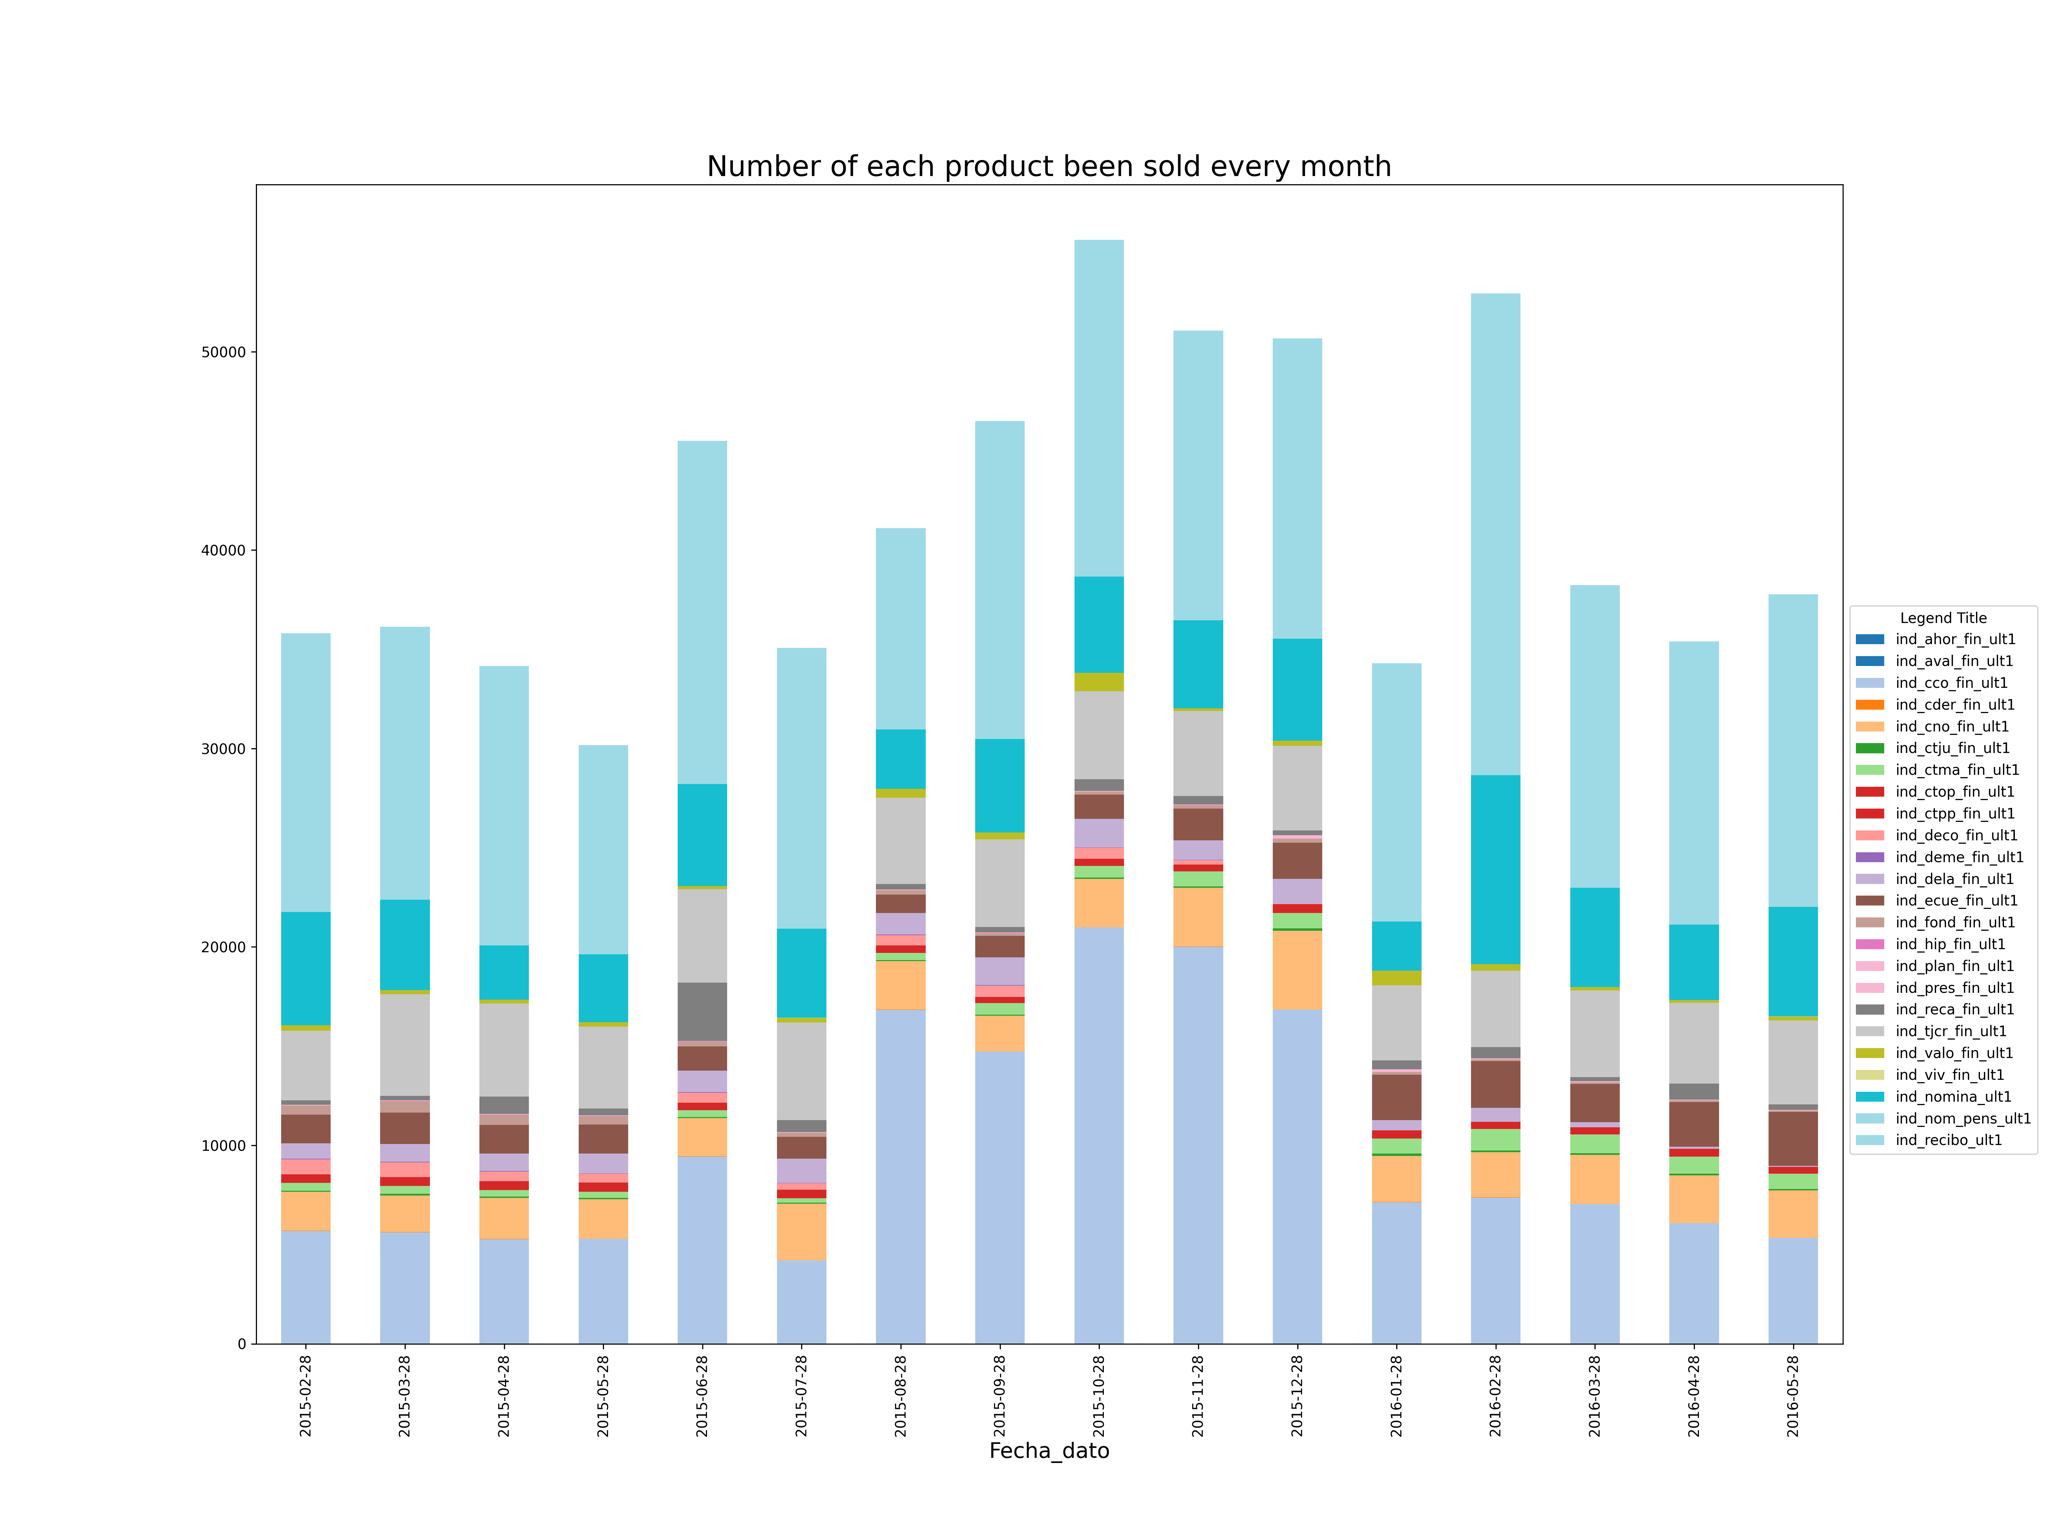 Number of each product been sold every month
50000
40000
30000
20000
10000
0
2015-02-28
2015-03-28
2015-04-28
2015-05-28
2015-06-28
2015-07-28
2015-08-28
2015-09-28
2015-10-28
2015-11-28
2015-12-28
2016-01-28
2016-02-28
2016-03-28
2016-04-28
2016-05-28
Fecha_dato
Legend Title
ind_ahor_fin_ult1
ind_aval_fin_ult1
ind_cco_fin_ult1
ind_cder_fin_ult1
ind_cno_fin_ult1
ind_ctju_fin_ult1
ind_ctma_fin_ult1
ind_ctop_fin_ult1
ind_ctpp_fin_ult1
ind_deco_fin_ult1
ind_deme_fin_ult1
ind_dela_fin_ult1
ind_ecue_fin_ult1
ind_fond_fin_ult1
ind_hip_fin_ult1
ind_plan_fin_ult1
ind_pres_fin_ult1
ind_reca_fin_ult1
ind_tjcr_fin_ult1
ind_valo_fin_ult1
ind_viv_fin_ult1
ind_nomina_ult1
ind_nom_pens_ult1
ind_recibo_ult1